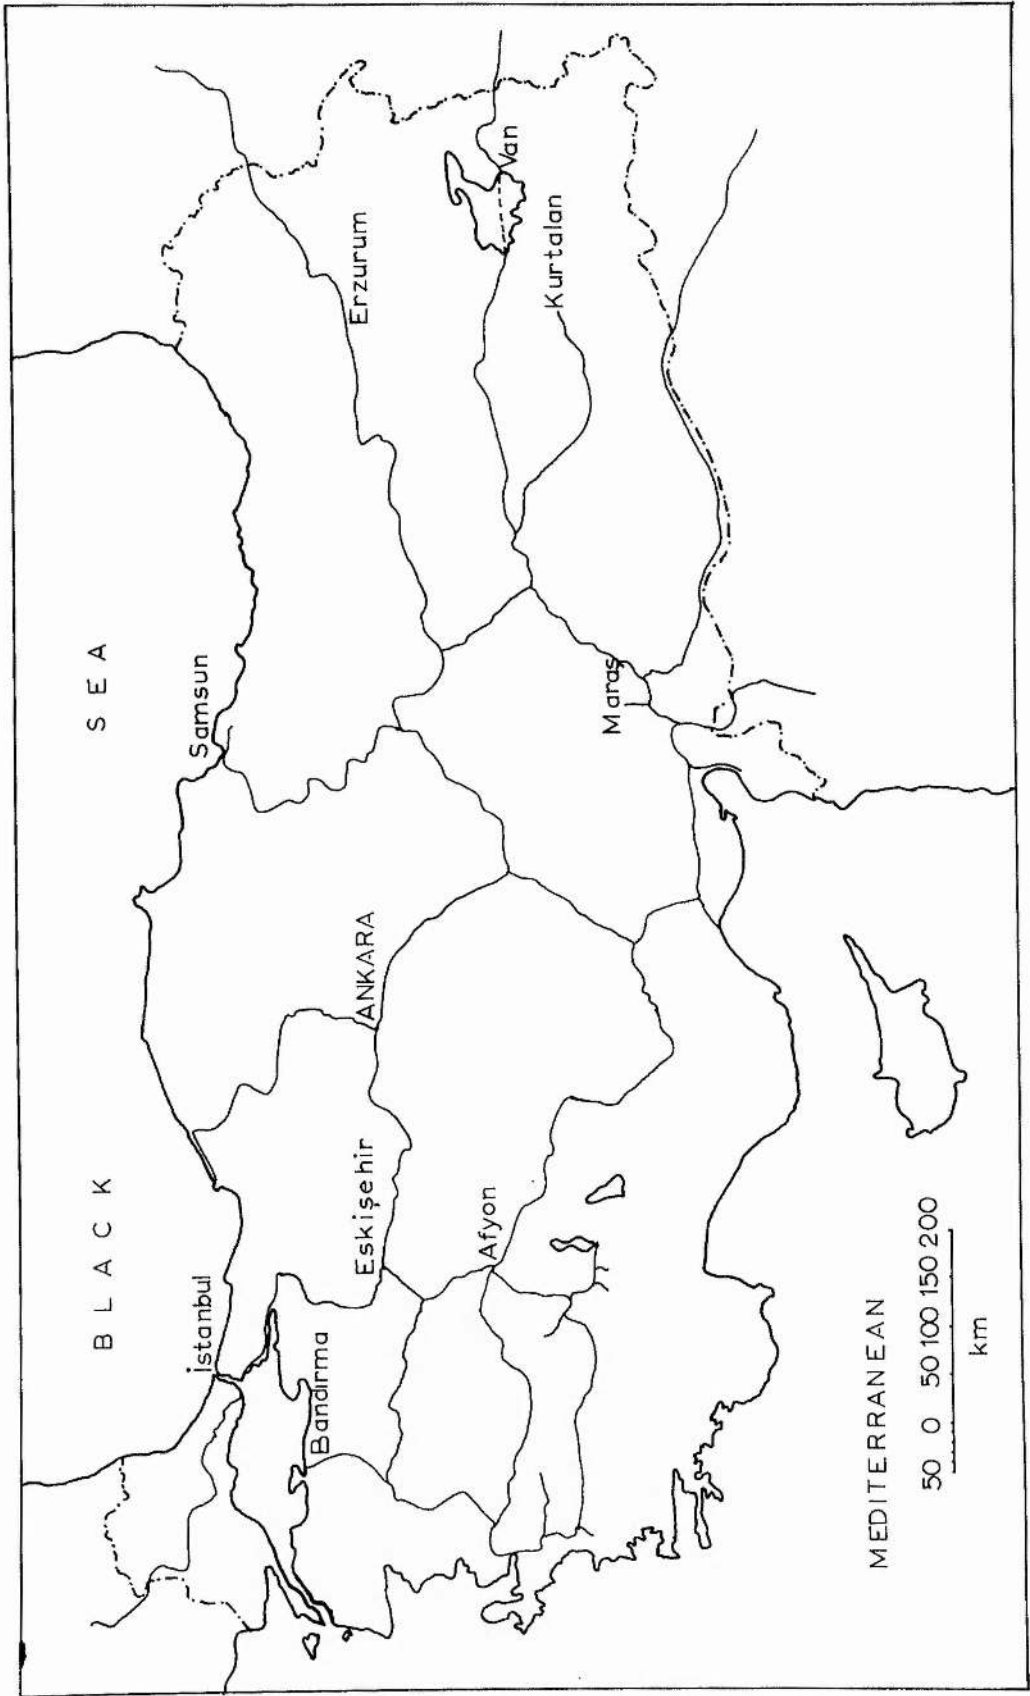 BLACK SEA
Samsun
İstanbul
Erzurum
ANKARA
Eskişehir
Bandırma
Van
Afyon
Kurtalan
Maraş
MEDITERRANEAN
50 0 50 100 150 200
km